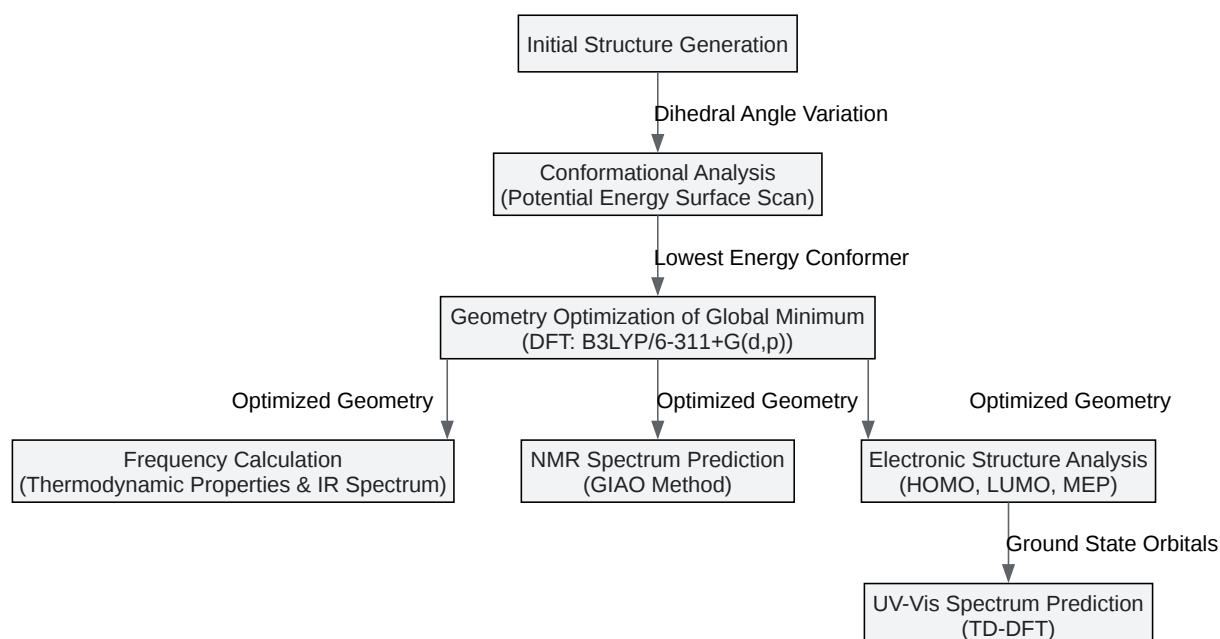 Initial Structure Generation
Dihedral Angle Variation
Conformational Analysis
(Potential Energy Surface Scan)
Lowest Energy Conformer
Geometry Optimization of Global Minimum
(DFT: B3LYP/6-311+G(d,p))
Optimized Geometry
Optimized Geometry
Optimized Geometry
Frequency Calculation
(Thermodynamic Properties & IR Spectrum)
NMR Spectrum Prediction
(GIAO Method)
Electronic Structure Analysis
(HOMO, LUMO, MEP)
Ground State Orbitals
UV-Vis Spectrum Prediction
(TD-DFT)